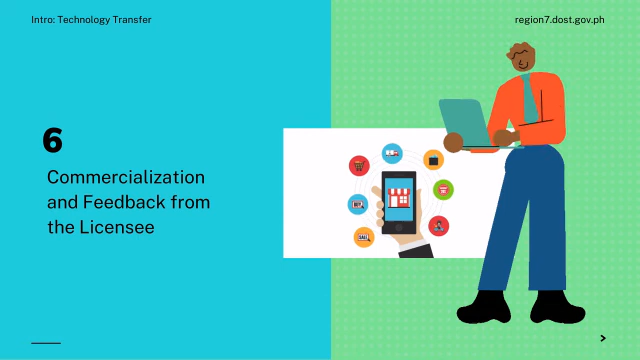 Intro: Technology Transfer
region7.dost.gov.ph
6
Commercialization
and Feedback from
the Licensee